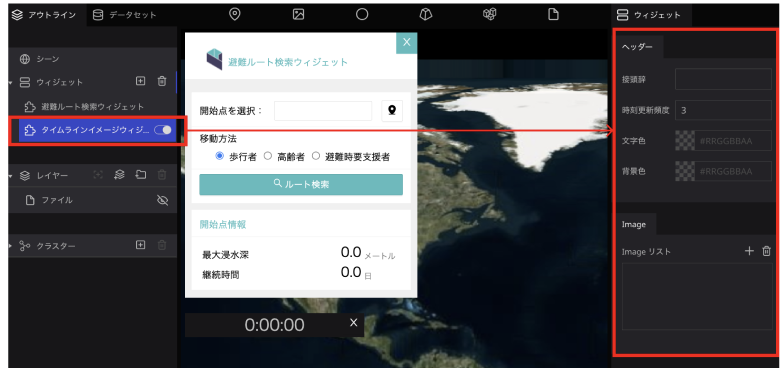 アウトライン データセット ウィジェット
シーン
ウィジェット
避難ルート検索ウィジェット
タイムラインイメージウィジ...
レイヤー
ファイル
クラスター
X
避難ルート検索ウィジェット
開始点を選択：
移動方法
歩行者 高齢者 避難時要支援者
ルート検索
開始点情報
最大浸水深 0.0 メートル
継続時間 0.0 日
0:00:00 X
ヘッダー
接頭辞
時刻更新頻度 3
文字色 #RRGGBBAA
背景色 #RRGGBBAA
Image
Image リスト